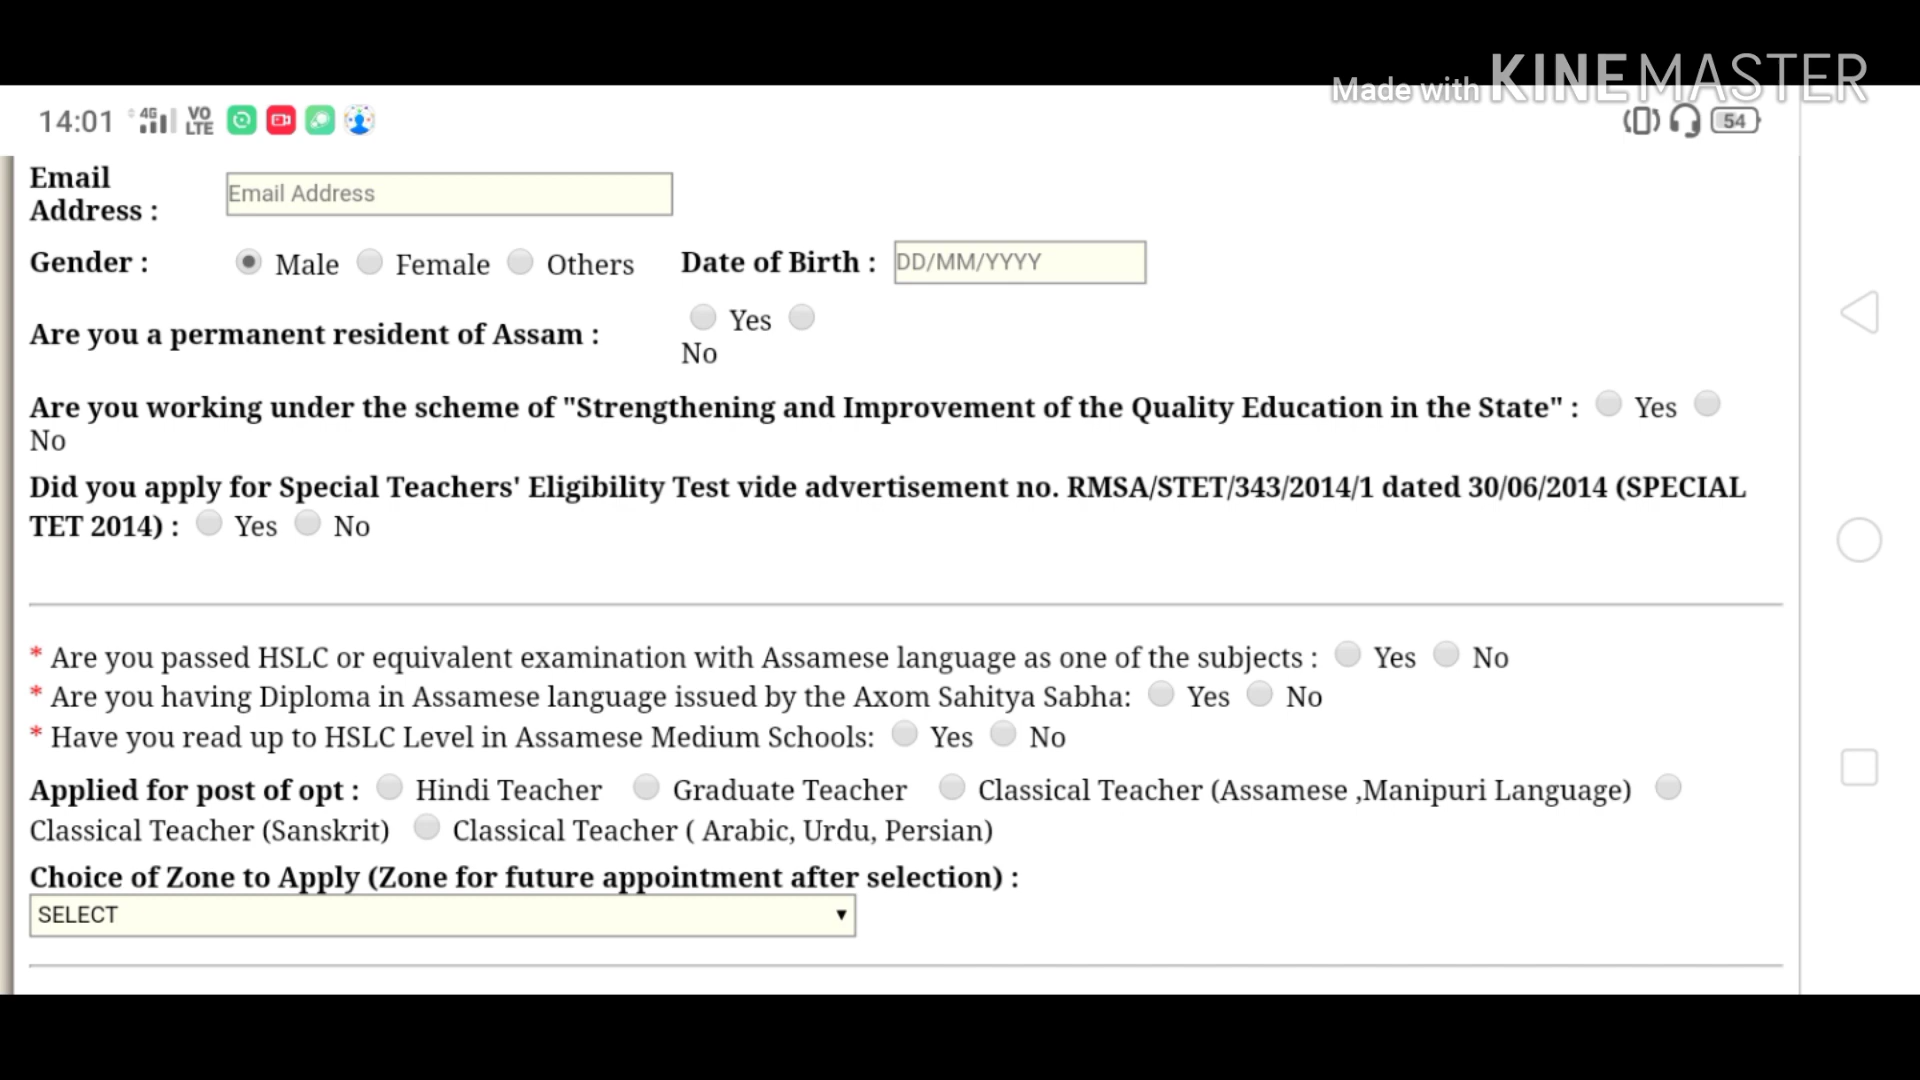 Made with KINEMASTER
14:01 4G VO LTE 54
Email
Address : Email Address
Gender : Male Female Others Date of Birth : DD/MM/YYYY
Are you a permanent resident of Assam : Yes
No
Are you working under the scheme of "Strengthening and Improvement of the Quality Education in the State" : Yes
No
Did you apply for Special Teachers' Eligibility Test vide advertisement no. RMSA/STET/343/2014/1 dated 30/06/2014 (SPECIAL
TET 2014) : Yes No
* Are you passed HSLC or equivalent examination with Assamese language as one of the subjects : Yes No
* Are you having Diploma in Assamese language issued by the Axom Sahitya Sabha: Yes No
* Have you read up to HSLC Level in Assamese Medium Schools: Yes No
Applied for post of opt : Hindi Teacher Graduate Teacher Classical Teacher (Assamese ,Manipuri Language)
Classical Teacher (Sanskrit) Classical Teacher ( Arabic, Urdu, Persian)
Choice of Zone to Apply (Zone for future appointment after selection) :
SELECT